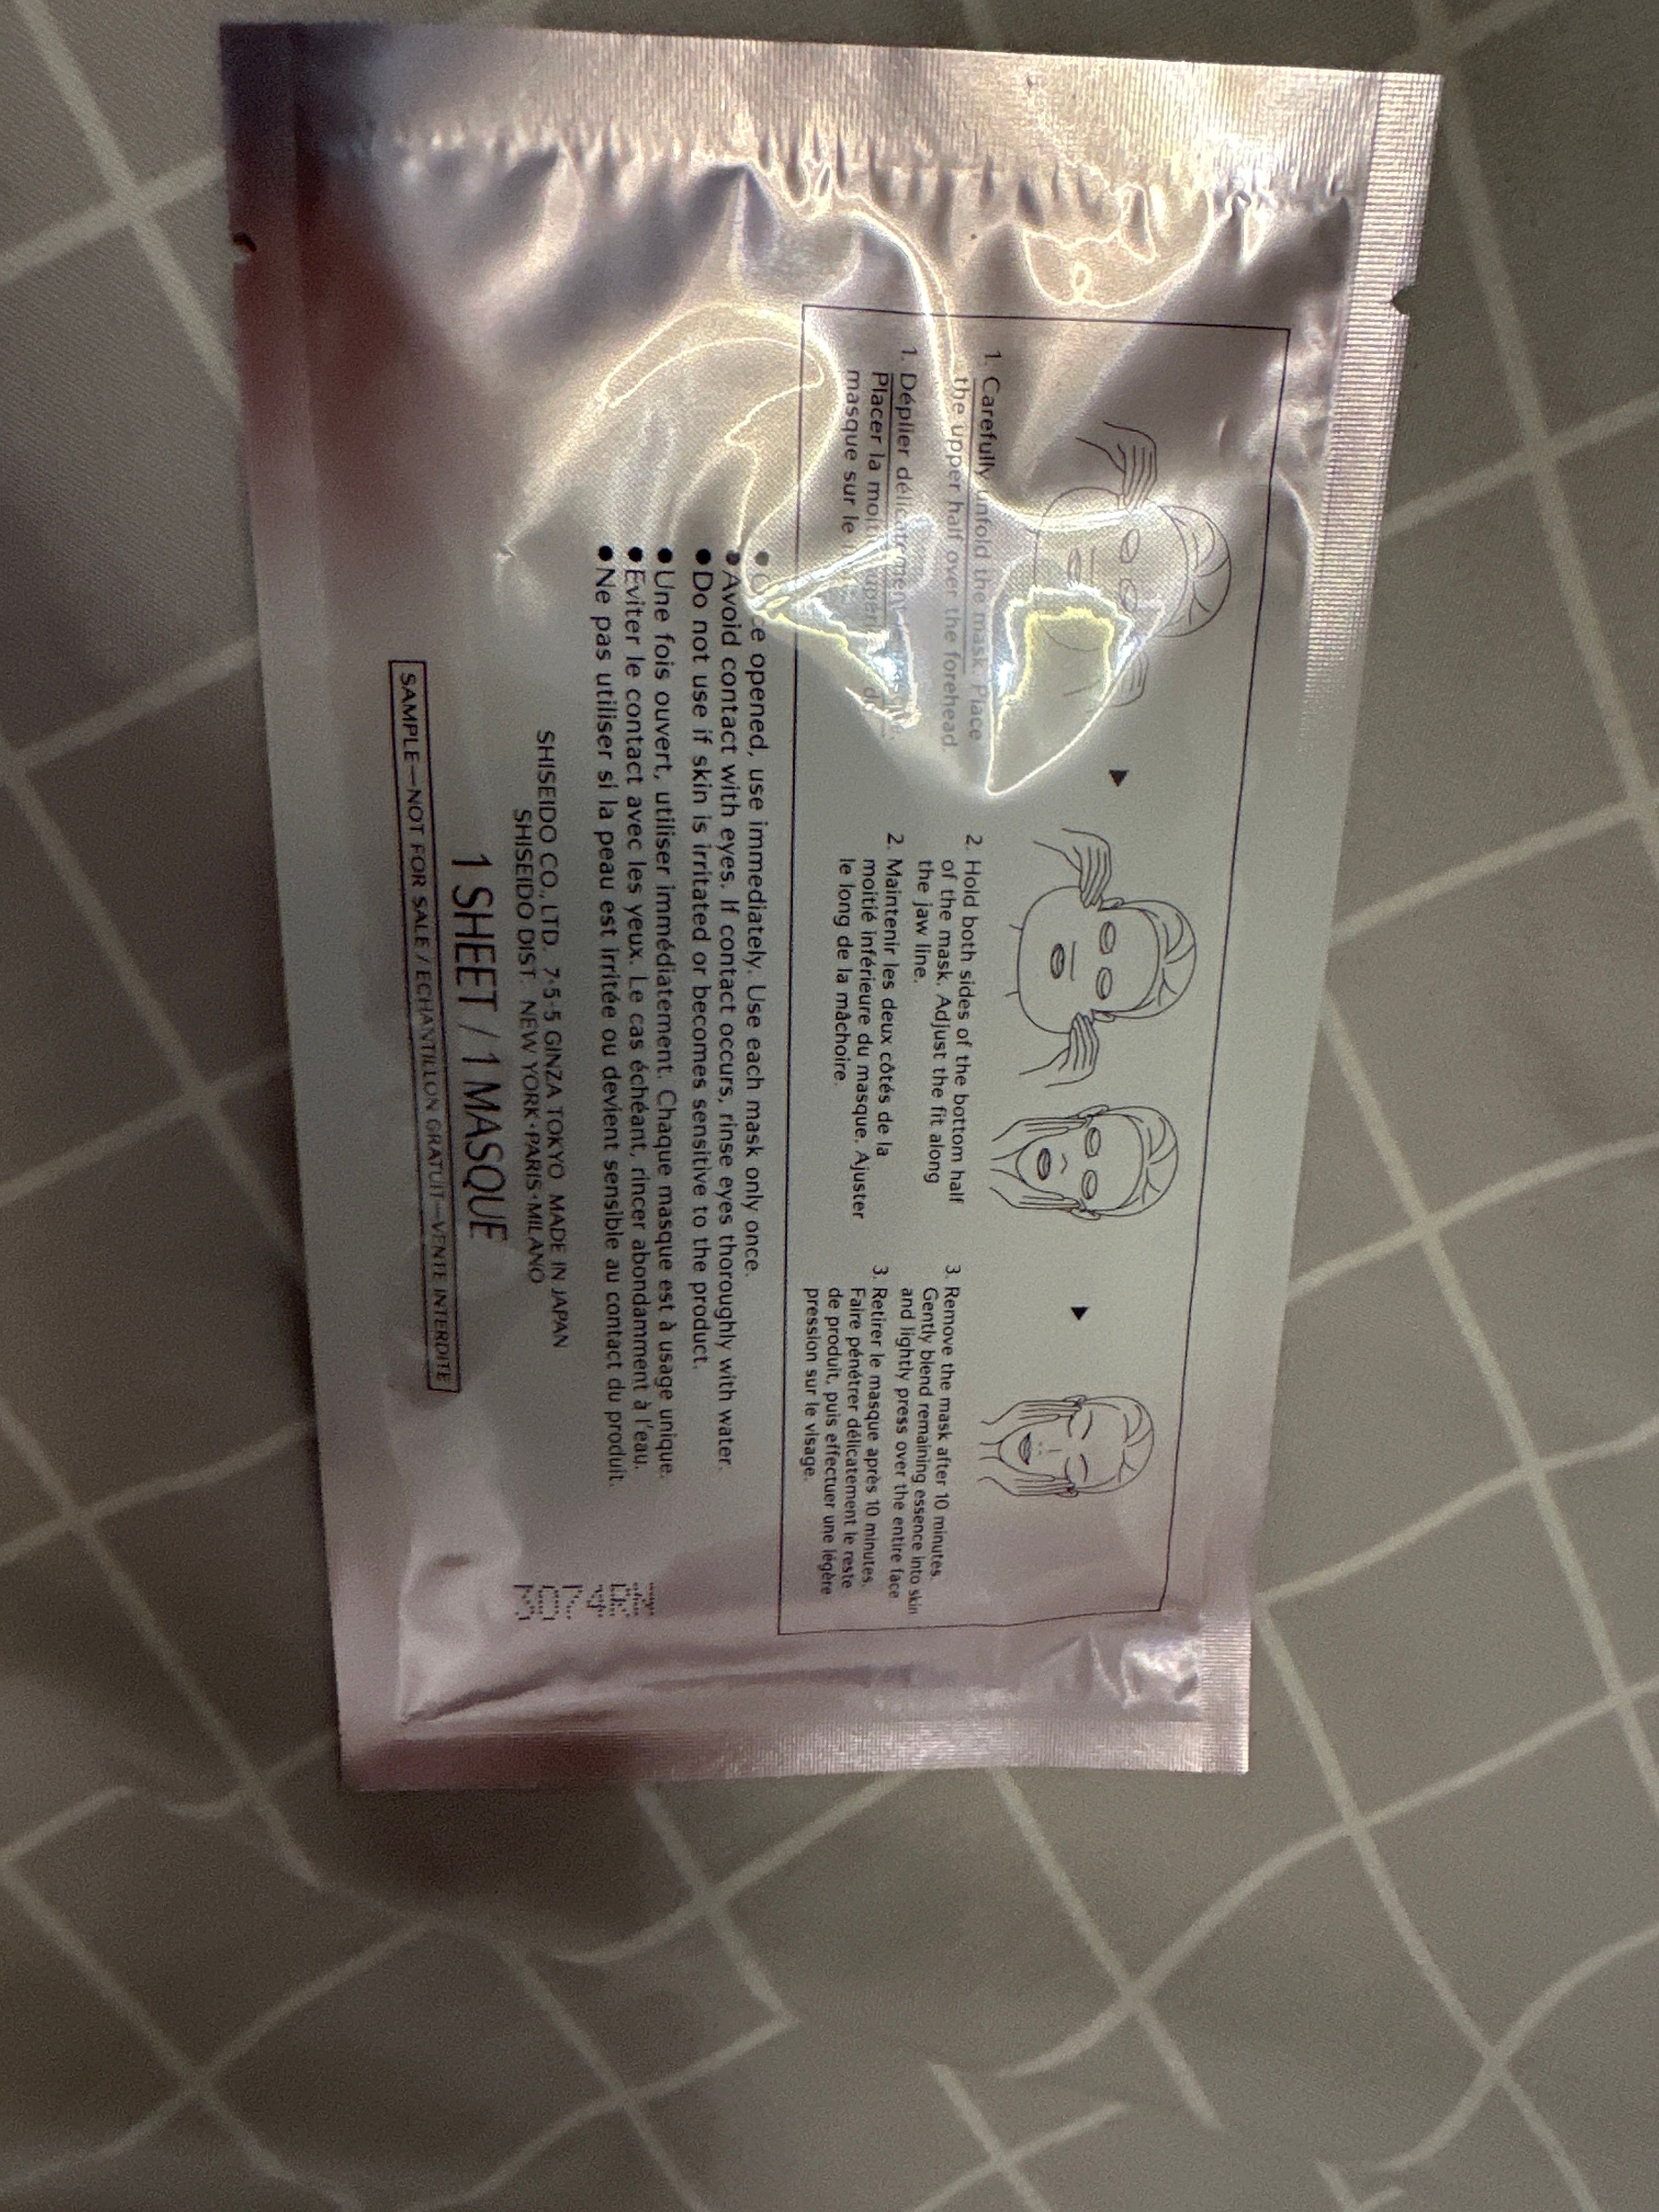 1. Carefully unfold the mask. Place
the upper half over the forehead.
1. Déplier délicatement le masque.
Placer la moitié supérieure du
masque sur le
2. Hold both sides of the bottom half
of the mask. Adjust the fit along
the jaw line.
2. Maintenir les deux côtés de la
moitié inférieure du masque. Ajuster
le long de la mâchoire.
3. Remove the mask after 10 minutes.
Gently blend remaining essence into skin
and lightly press over the entire face
3. Retirer le masque après 10 minutes.
Faire pénétrer délicatement le reste
de produit, puis effectuer une légère
pression sur le visage.
●Once opened, use immediately. Use each mask only once.
●Avoid contact with eyes. If contact occurs, rinse eyes thoroughly with water.
●Do not use if skin is irritated or becomes sensitive to the product.
●Une fois ouvert, utiliser immédiatement. Chaque masque est à usage unique.
●Eviter le contact avec les yeux. Le cas échéant, rincer abondamment à l'eau.
●Ne pas utiliser si la peau est irritée ou devient sensible au contact du produit.
SHISEIDO CO., LTD. 7·5·5 GINZA TOKYO MADE IN JAPAN
SHISEIDO DIST. NEW YORK·PARIS·MILANO
1 SHEET / 1 MASQUE
SAMPLE—NOT FOR SALE / ECHANTILLON GRATUIT—VENTE INTERDITE